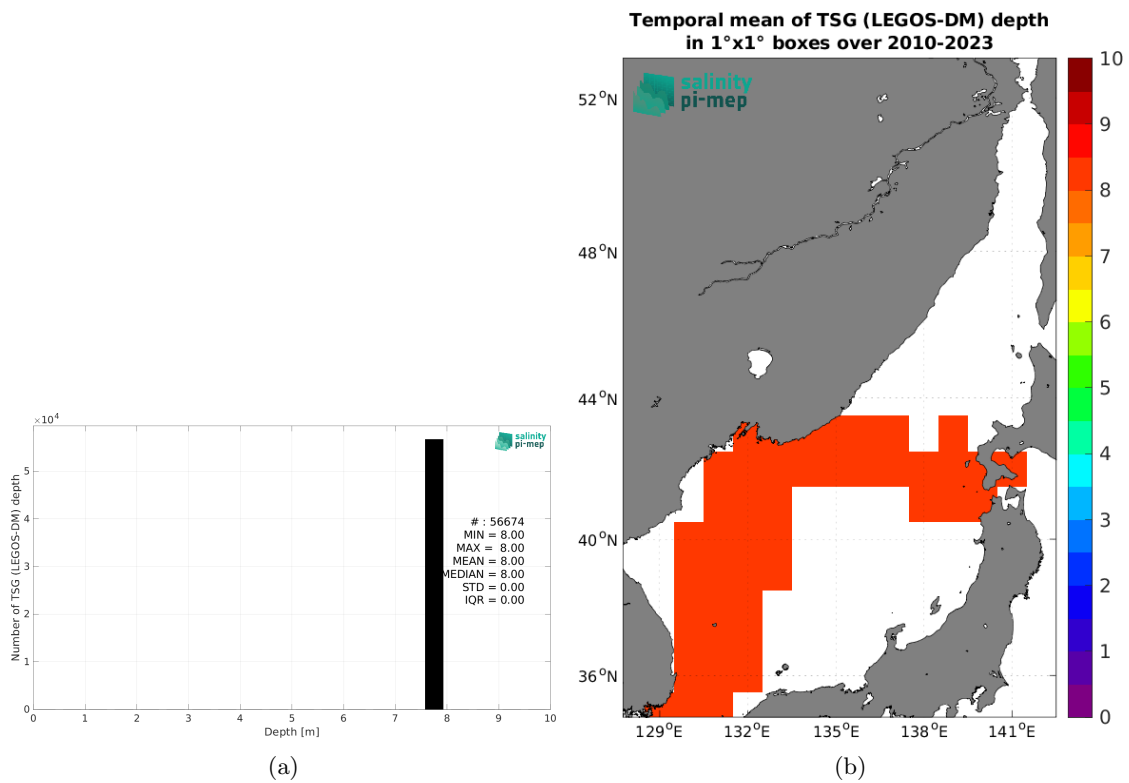 Temporal mean of TSG (LEGOS-DM) depth
in 1°x1° boxes over 2010-2023
salinity
pi-mep
52°N
48°N
44°N
40°N
36°N
129°E
132°E
135°E
138°E
141°E
10
9
8
7
6
5
4
3
2
1
0
(b)
×10⁴
salinity
pi-mep
Number of TSG (LEGOS-DM) depth
5
4
3
2
1
0
# : 56674
MIN = 8.00
MAX = 8.00
MEAN = 8.00
MEDIAN = 8.00
STD = 0.00
IQR = 0.00
0
1
2
3
4
5
6
7
8
9
10
Depth [m]
(a)